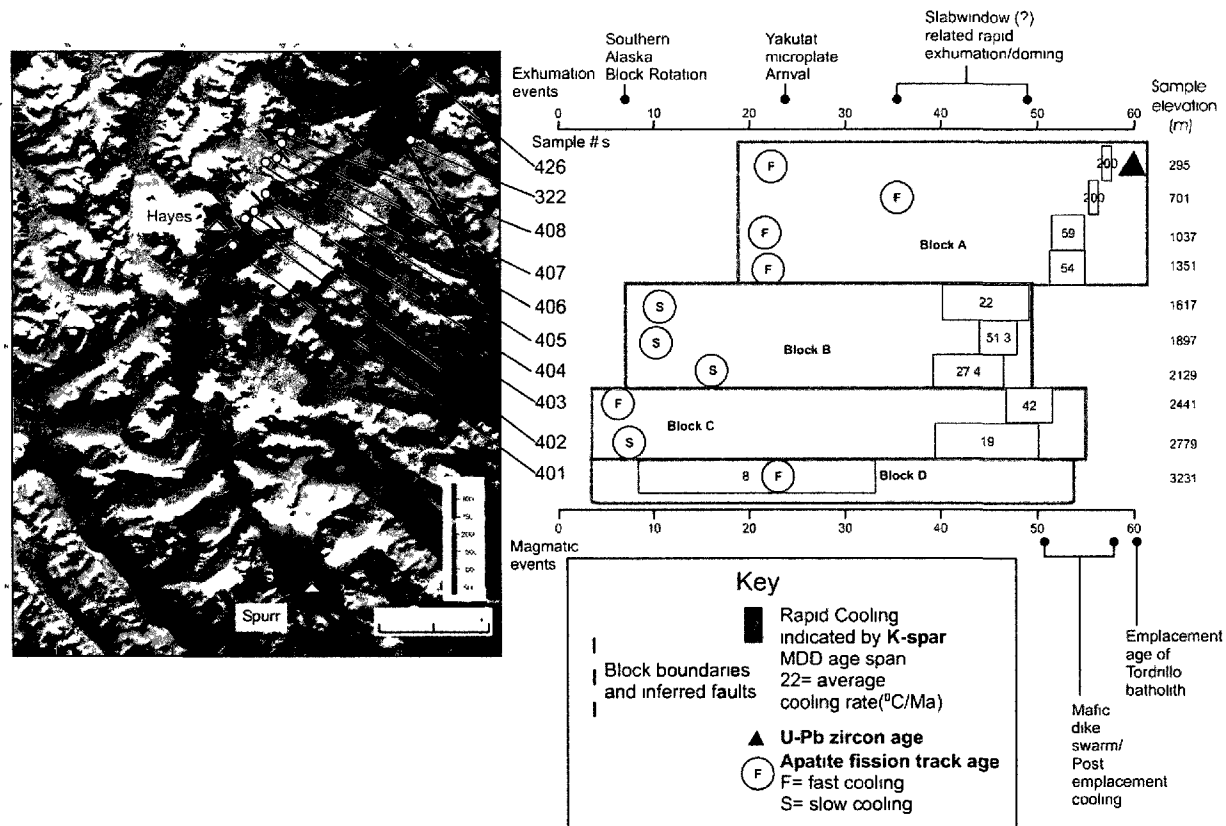 Hayes
Spurr
Southern
Alaska
Block Rotation
Yakutat
microplate
Arrival
Slabwindow (?)
related rapid
exhumation/doming
Exhumation
events
0
10
20
30
40
50
60
Sample
elevation
(m)
Sample # s
426
322
408
407
406
405
404
403
402
401
F
200
295
F
200
701
F
59
1037
Block A
F
54
1351
S
22
1617
S
51 3
1897
Block B
S
27 4
2129
F
42
2441
Block C
S
19
2779
8
F
Block D
3231
0
10
20
30
40
50
60
Magmatic
events
Key
Block boundaries
and inferred faults
Rapid Cooling
indicated by K-spar
MDD age span
22= average
cooling rate(⁰C/Ma)
U-Pb zircon age
Apatite fission track age
F
F= fast cooling
S= slow cooling
Mafic
dike
swarm/
Post
emplacement
cooling
Emplacement
age of
Tordrillo
batholith